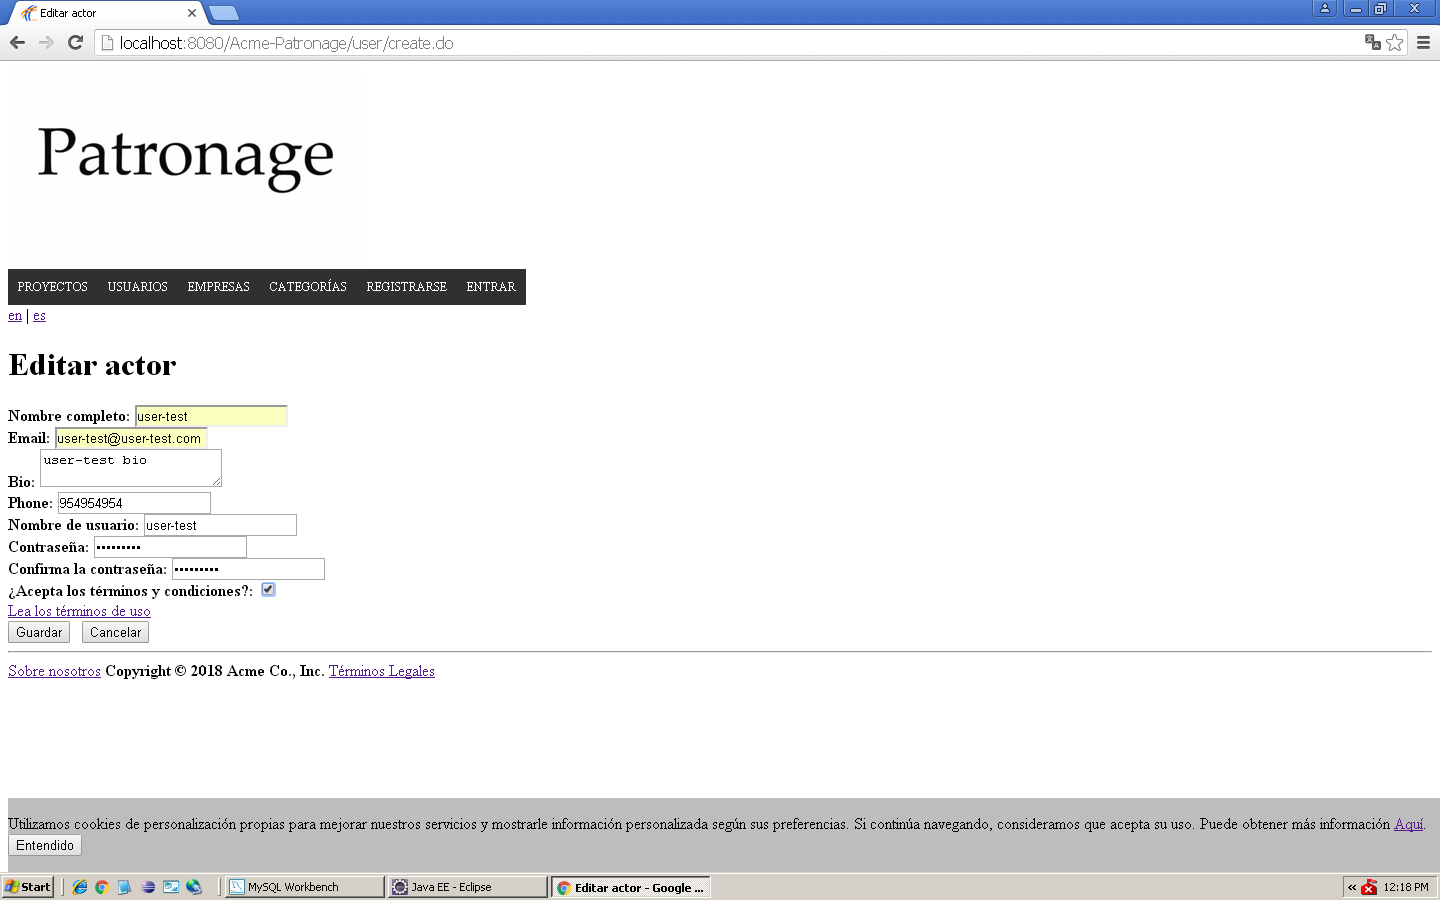 Editar actor
localhost:8080/Acme-Patronage/user/create.do
Patronage
PROYECTOS USUARIOS EMPRESAS CATEGORÍAS REGISTRARSE ENTRAR
en | es
Editar actor
Nombre completo: user-test
Email: user-test@user-test.com
Bio: user-test bio
Phone: 954954954
Nombre de usuario: user-test
Contraseña: •••••••••
Confirma la contraseña: •••••••••
¿Acepta los términos y condiciones?:
Lea los términos de uso
Guardar Cancelar
Sobre nosotros Copyright © 2018 Acme Co., Inc. Términos Legales
Utilizamos cookies de personalización propias para mejorar nuestros servicios y mostrarle información personalizada según sus preferencias. Si continúa navegando, consideramos que acepta su uso. Puede obtener más información Aquí.
Entendido
Start MySQL Workbench Java EE - Eclipse Editar actor - Google ... « 12:18 PM